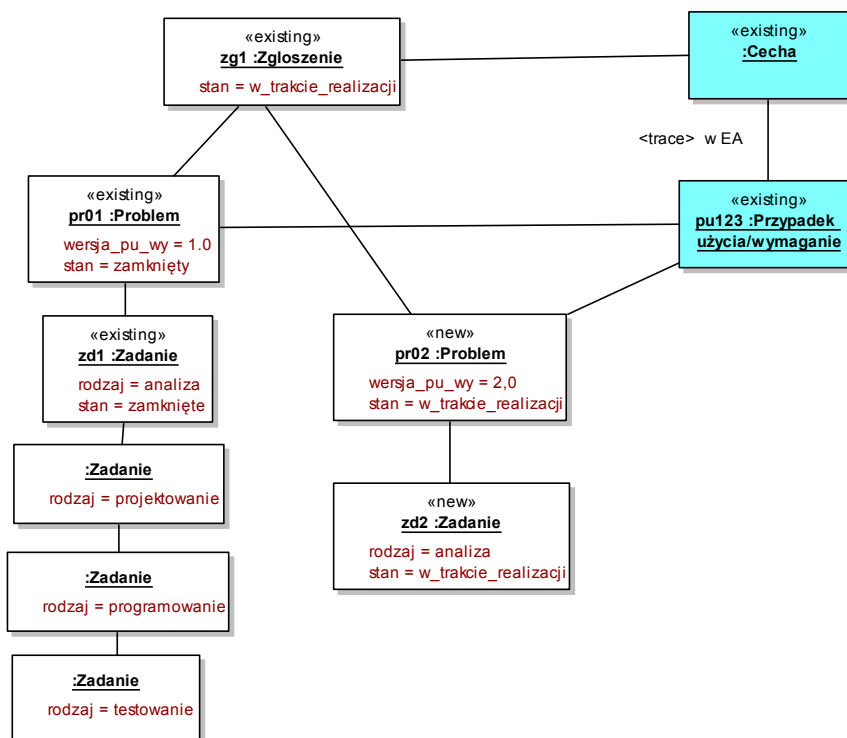 «existing»
zg1 :Zgloszenie
stan = w_trakcie_realizacji
«existing»
:Cecha
<trace> w EA
«existing»
pr01 :Problem
wersja_pu_wy = 1.0
stan = zamknięty
«existing»
pu123 :Przypadek
użycia/wymaganie
«existing»
zd1 :Zadanie
rodzaj = analiza
stan = zamknięte
«new»
pr02 :Problem
wersja_pu_wy = 2,0
stan = w_trakcie_realizacji
:Zadanie
rodzaj = projektowanie
«new»
zd2 :Zadanie
rodzaj = analiza
stan = w_trakcie_realizacji
:Zadanie
rodzaj = programowanie
:Zadanie
rodzaj = testowanie